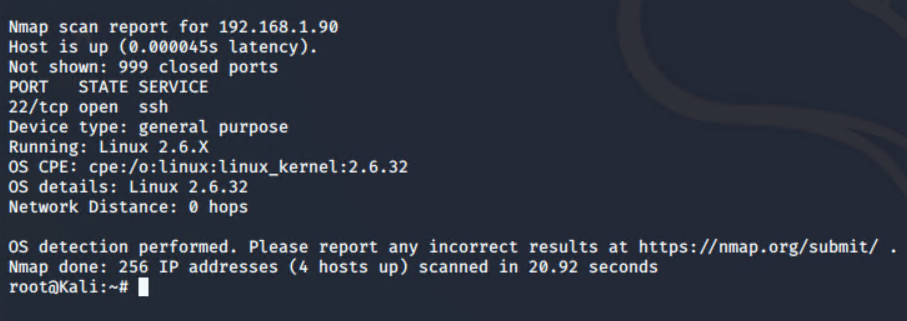 Nmap scan report for 192.168.1.90
Host is up (0.000045s latency).
Not shown: 999 closed ports
PORT   STATE SERVICE
22/tcp open  ssh
Device type: general purpose
Running: Linux 2.6.X
OS CPE: cpe:/o:linux:linux_kernel:2.6.32
OS details: Linux 2.6.32
Network Distance: 0 hops
OS detection performed. Please report any incorrect results at https://nmap.org/submit/ .
Nmap done: 256 IP addresses (4 hosts up) scanned in 20.92 seconds
root@Kali:~#